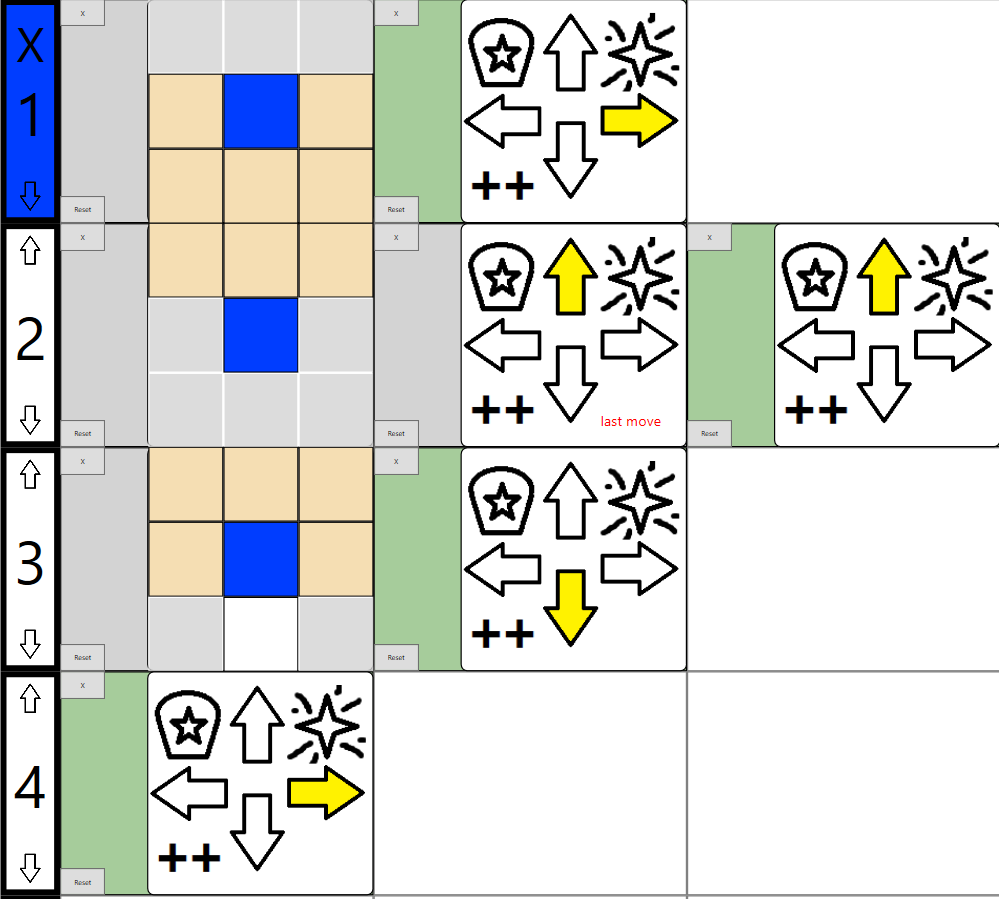 X
1
X
Reset
X
Reset
++
2
X
Reset
X
Reset
++
last move
X
Reset
++
3
X
Reset
X
Reset
++
4
X
Reset
++